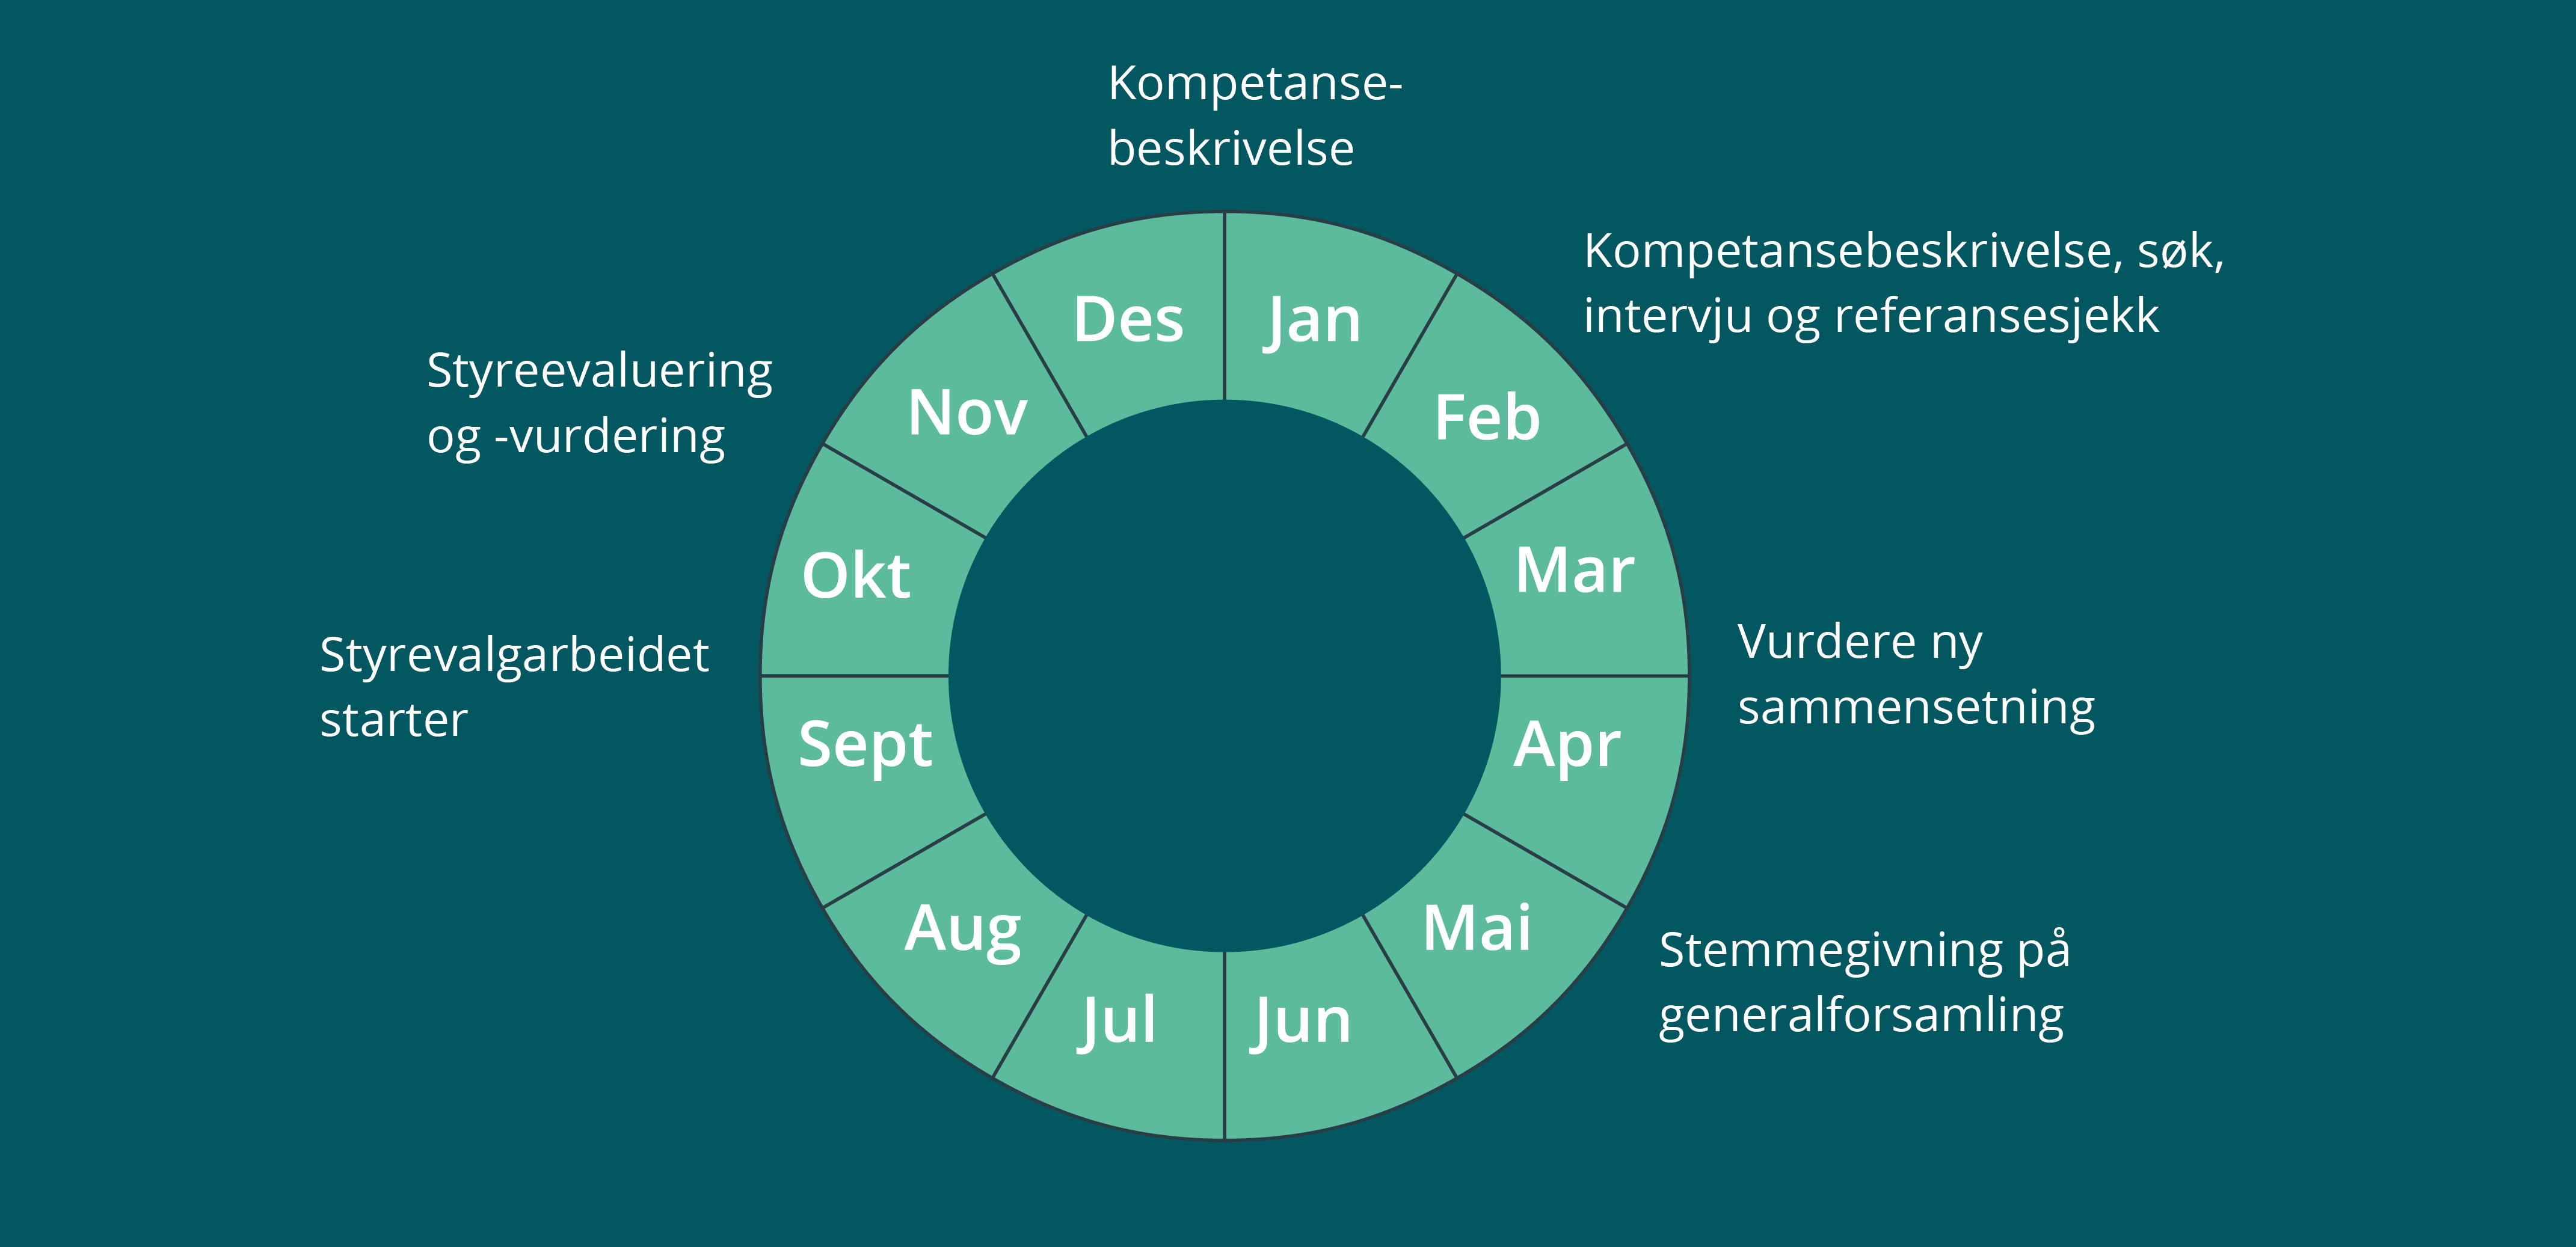 Kompetanse-
beskrivelse
Kompetansebeskrivelse, søk,
intervju og referansesjekk
Styreevaluering
og -vurdering
Styrevalgarbeidet
starter
Vurdere ny
sammensetning
Stemmegivning på
generalforsamling
Jan
Feb
Mar
Apr
Mai
Jun
Jul
Aug
Sept
Okt
Nov
Des